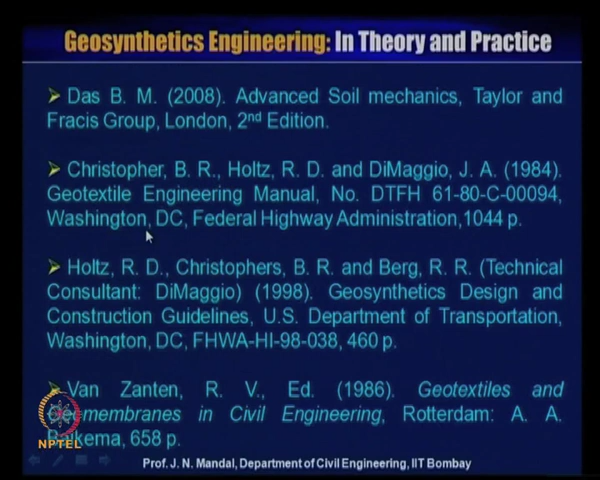 Geosynthetics Engineering: In Theory and Practice
Das B. M. (2008). Advanced Soil mechanics, Taylor and
Fracis Group, London, 2nd Edition.
Christopher, B. R., Holtz, R. D. and DiMaggio, J. A. (1984).
Geotextile Engineering Manual, No. DTFH 61-80-C-00094,
Washington, DC, Federal Highway Administration,1044 p.
Holtz, R. D., Christophers, B. R. and Berg, R. R. (Technical
Consultant: DiMaggio) (1998). Geosynthetics Design and
Construction Guidelines, U.S. Department of Transportation,
Washington, DC, FHWA-HI-98-038, 460 p.
Van Zanten, R. V., Ed. (1986). Geotextiles and
Geomembranes in Civil Engineering, Rotterdam: A. A.
Balkema, 658 p.
NPTEL
Prof. J. N. Mandal, Department of Civil Engineering, IIT Bombay